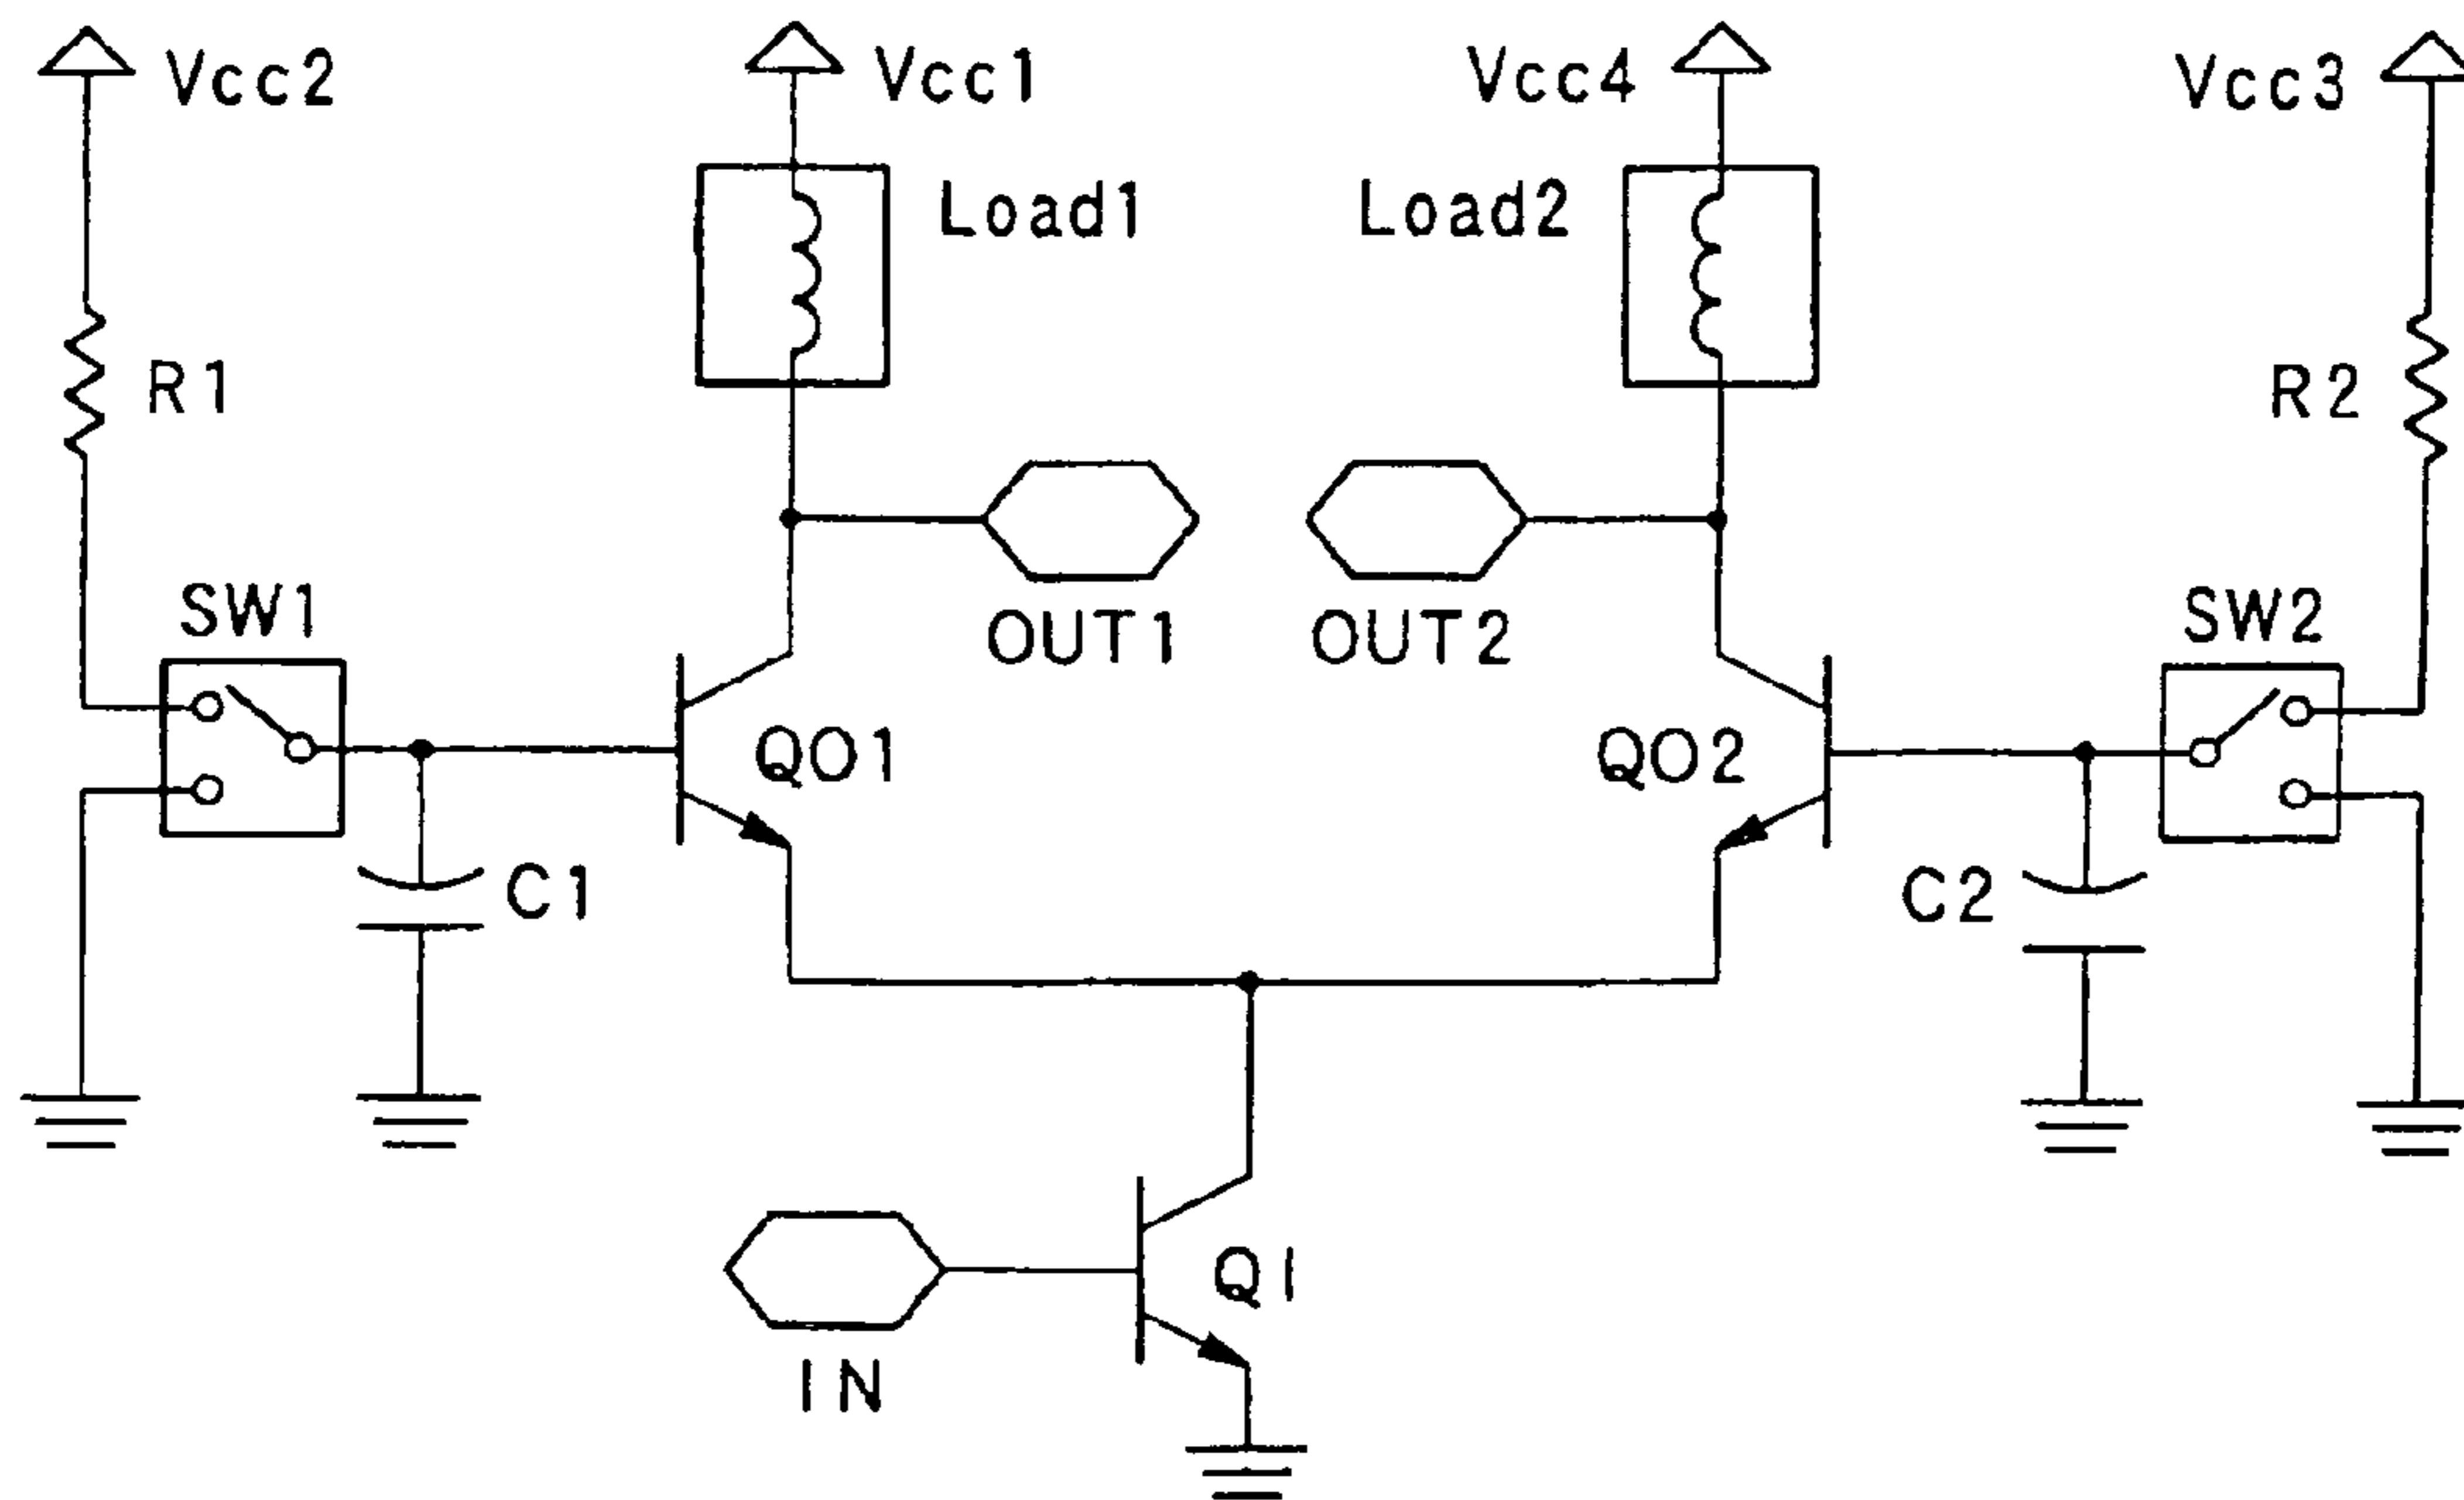 Vcc2
Vcc1
Vcc4
Vcc3
Load1
Load2
R1
R2
SW1
OUT1
OUT2
SW2
QO1
QO2
C1
C2
QI
IN